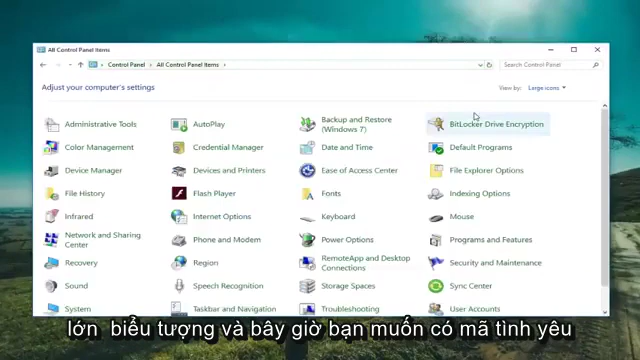 All Control Panel Items
Control Panel > All Control Panel Items >
Search Control Panel
Adjust your computer's settings
View by: Large icons
Administrative Tools
AutoPlay
Backup and Restore
(Windows 7)
BitLocker Drive Encryption
Color Management
Credential Manager
Date and Time
Default Programs
Device Manager
Devices and Printers
Ease of Access Center
File Explorer Options
File History
Flash Player
Fonts
Indexing Options
Infrared
Internet Options
Keyboard
Mouse
Network and Sharing
Center
Phone and Modem
Power Options
Programs and Features
Recovery
Region
RemoteApp and Desktop
Connections
Security and Maintenance
Sound
Speech Recognition
Storage Spaces
Sync Center
System
Taskbar and Navigation
Troubleshooting
User Accounts
lớn biểu tượng và bây giờ bạn muốn có mã tình yêu